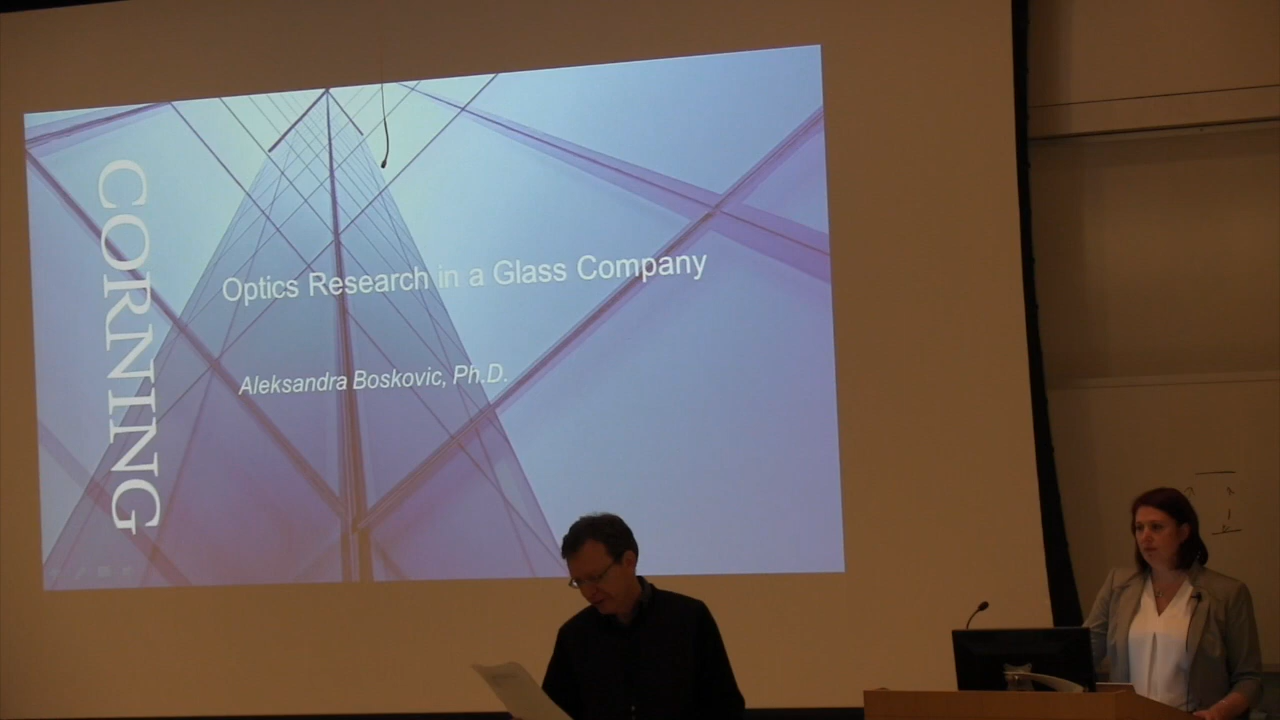 CORNING
Optics Research in a Glass Company
Aleksandra Boskovic, Ph.D.